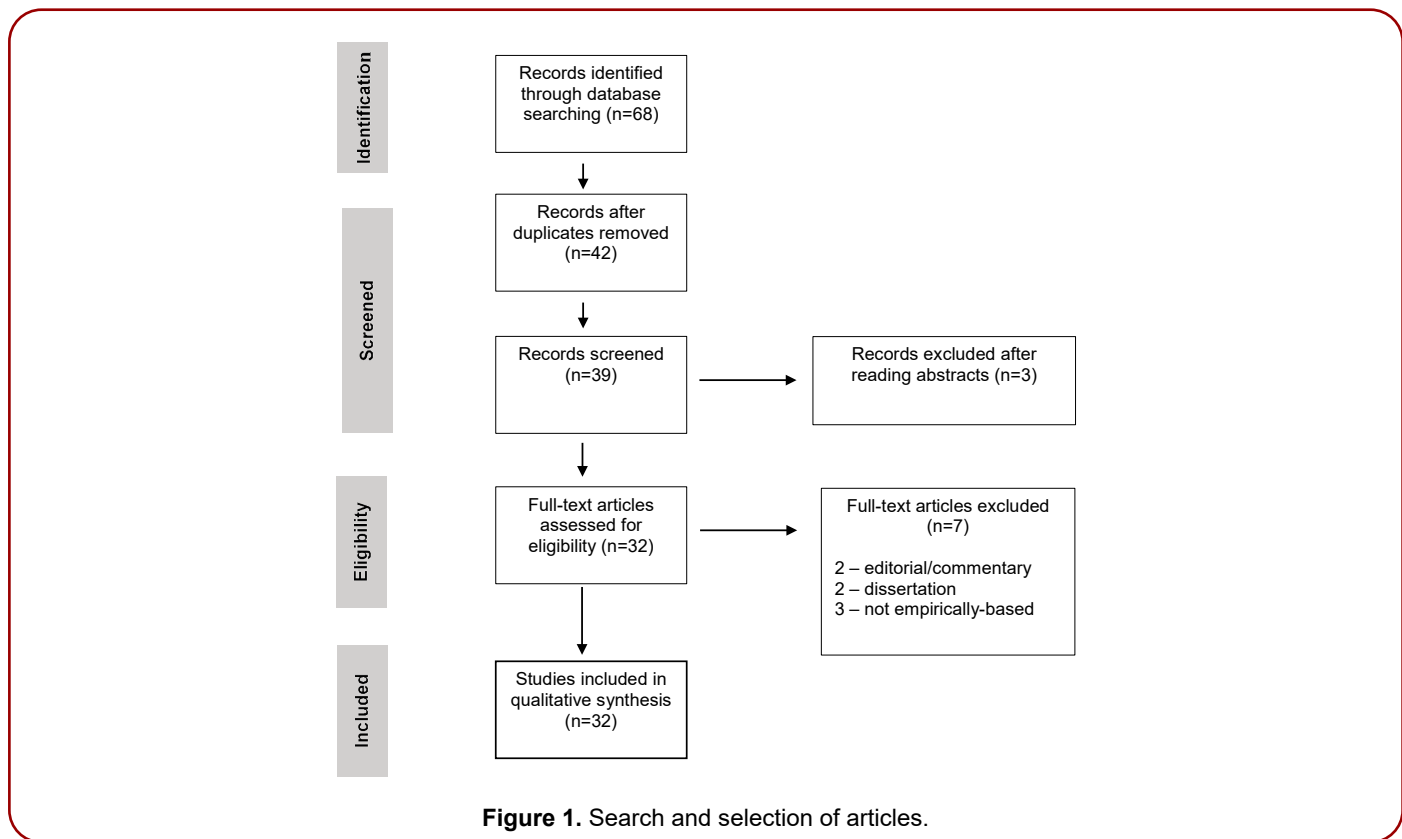 Identification
Records identified
through database
searching (n=68)
Screened
Records after
duplicates removed
(n=42)
Records screened
(n=39)
Records excluded after
reading abstracts (n=3)
Eligibility
Full-text articles
assessed for
eligibility (n=32)
Full-text articles excluded
(n=7)
2 – editorial/commentary
2 – dissertation
3 – not empirically-based
Included
Studies included in
qualitative synthesis
(n=32)
Figure 1. Search and selection of articles.